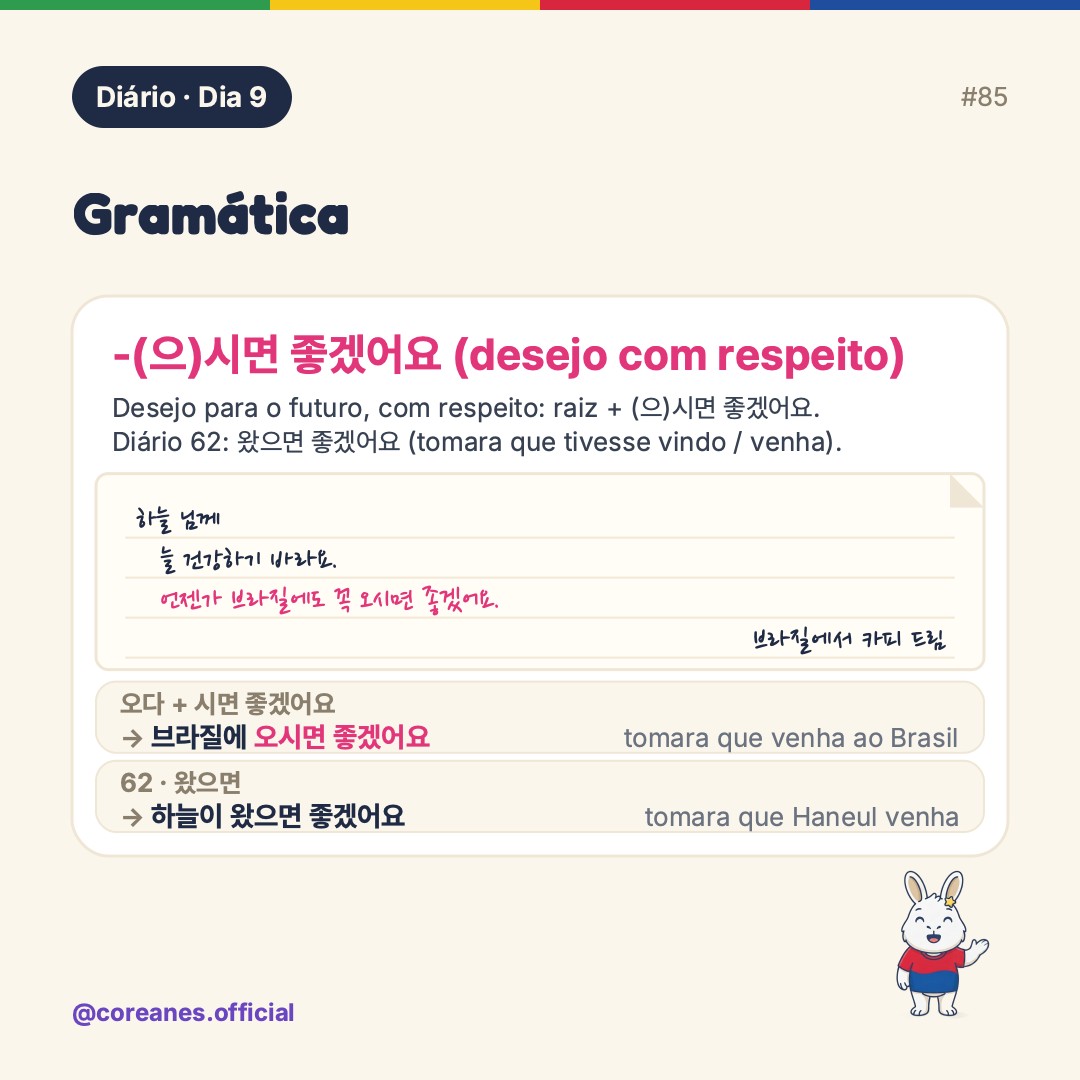 Diário · Dia 9
#85
Gramática
-(으)시면 좋겠어요 (desejo com respeito)
Desejo para o futuro, com respeito: raiz + (으)시면 좋겠어요.
Diário 62: 왔으면 좋겠어요 (tomara que tivesse vindo / venha).
하늘 님께
늘 건강하기 바라요.
언젠가 브라질에도 꼭 오시면 좋겠어요.
브라질에서 카피 드림
오다 + 시면 좋겠어요
→ 브라질에 오시면 좋겠어요
tomara que venha ao Brasil
62 · 왔으면
→ 하늘이 왔으면 좋겠어요
tomara que Haneul venha
@coreanes.official